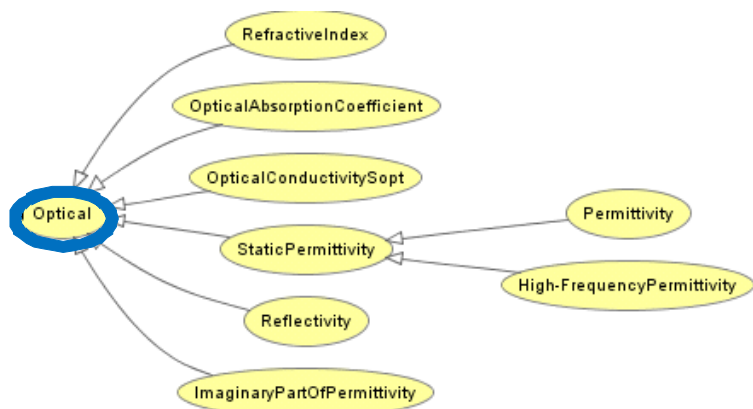 RefractiveIndex
OpticalAbsorptionCoefficient
OpticalConductivitySopt
Optical
Permittivity
StaticPermittivity
High-FrequencyPermittivity
Reflectivity
ImaginaryPartOfPermittivity